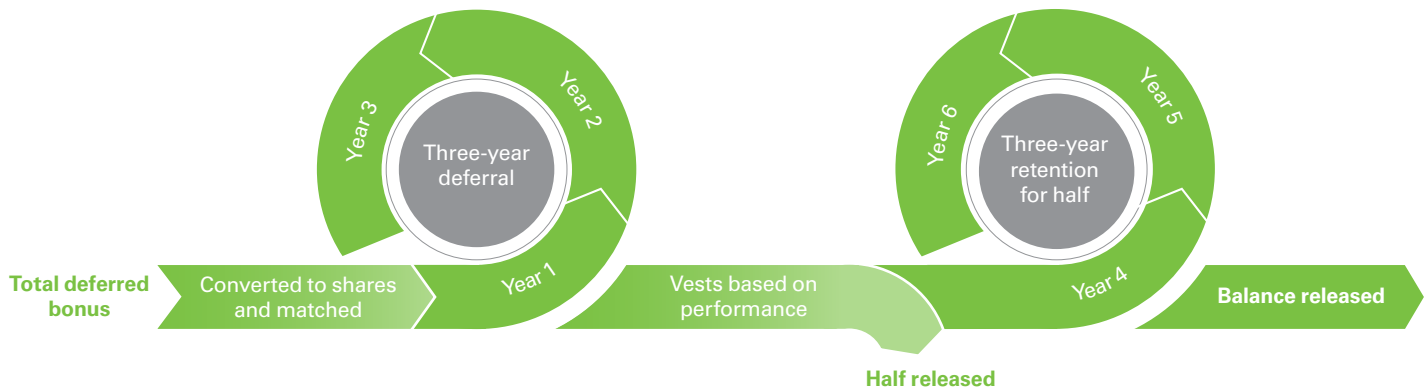 Total deferred
bonus
Converted to shares
and matched
Year 1
Year 2
Year 3
Three-year
deferral
Vests based on
performance
Half released
Year 4
Year 5
Year 6
Three-year
retention
for half
Balance released